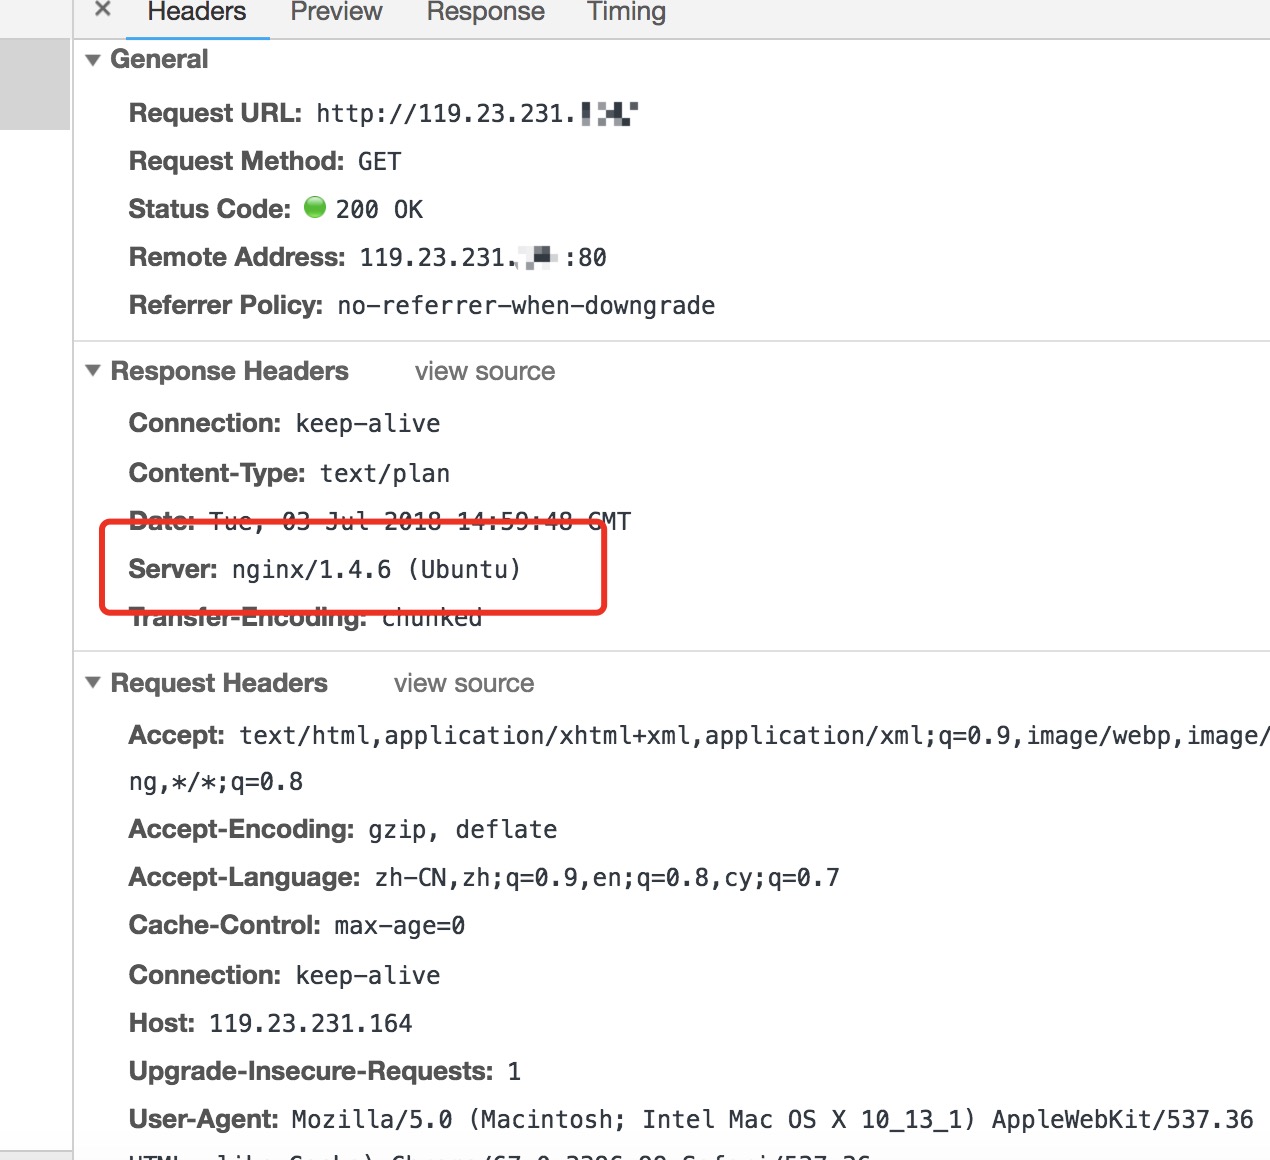 × Headers Preview Response Timing
General
Request URL: http://119.23.231.
Request Method: GET
Status Code: 200 OK
Remote Address: 119.23.231. :80
Referrer Policy: no-referrer-when-downgrade
Response Headers view source
Connection: keep-alive
Content-Type: text/plan
Date: Tue, 03 Jul 2018 14:59:48 GMT
Server: nginx/1.4.6 (Ubuntu)
Transfer-Encoding: chunked
Request Headers view source
Accept: text/html,application/xhtml+xml,application/xml;q=0.9,image/webp,image/
ng,*/*;q=0.8
Accept-Encoding: gzip, deflate
Accept-Language: zh-CN,zh;q=0.9,en;q=0.8,cy;q=0.7
Cache-Control: max-age=0
Connection: keep-alive
Host: 119.23.231.164
Upgrade-Insecure-Requests: 1
User-Agent: Mozilla/5.0 (Macintosh; Intel Mac OS X 10_13_1) AppleWebKit/537.36